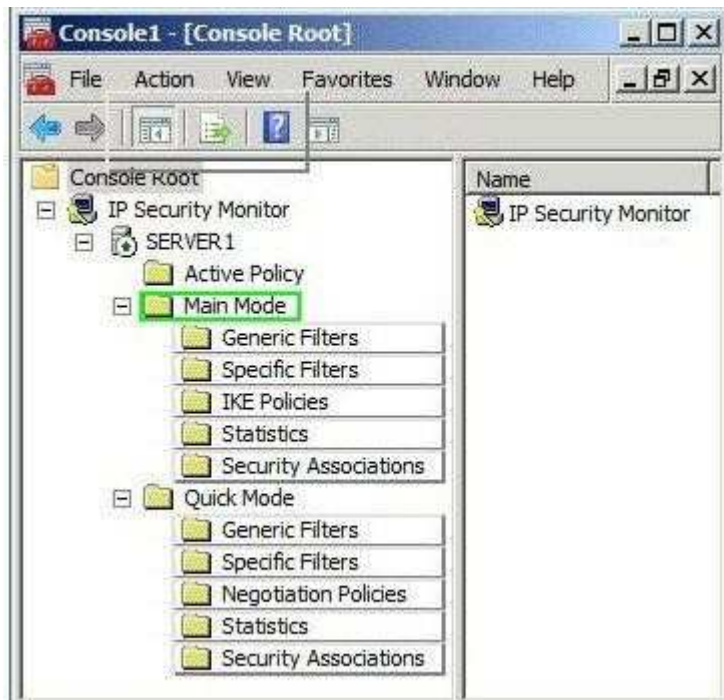 Console1 - [Console Root]
File Action View Favorites Window Help
Console Root
IP Security Monitor
SERVER1
Active Policy
Main Mode
Generic Filters
Specific Filters
IKE Policies
Statistics
Security Associations
Quick Mode
Generic Filters
Specific Filters
Negotiation Policies
Statistics
Security Associations
Name
IP Security Monitor